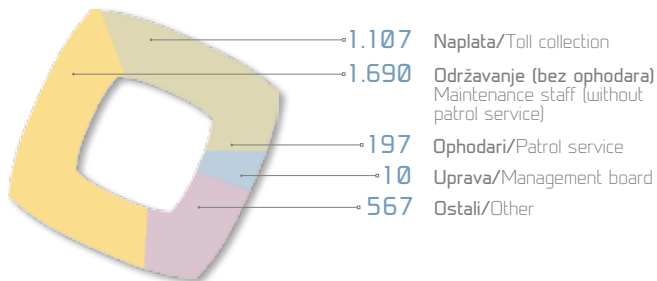 1.107 Naplata/Toll collection
1.690 Održavanje (bez ophodara)
Maintenance staff (without
patrol service)
197 Ophodari/Patrol service
10 Uprava/Management board
567 Ostali/Other